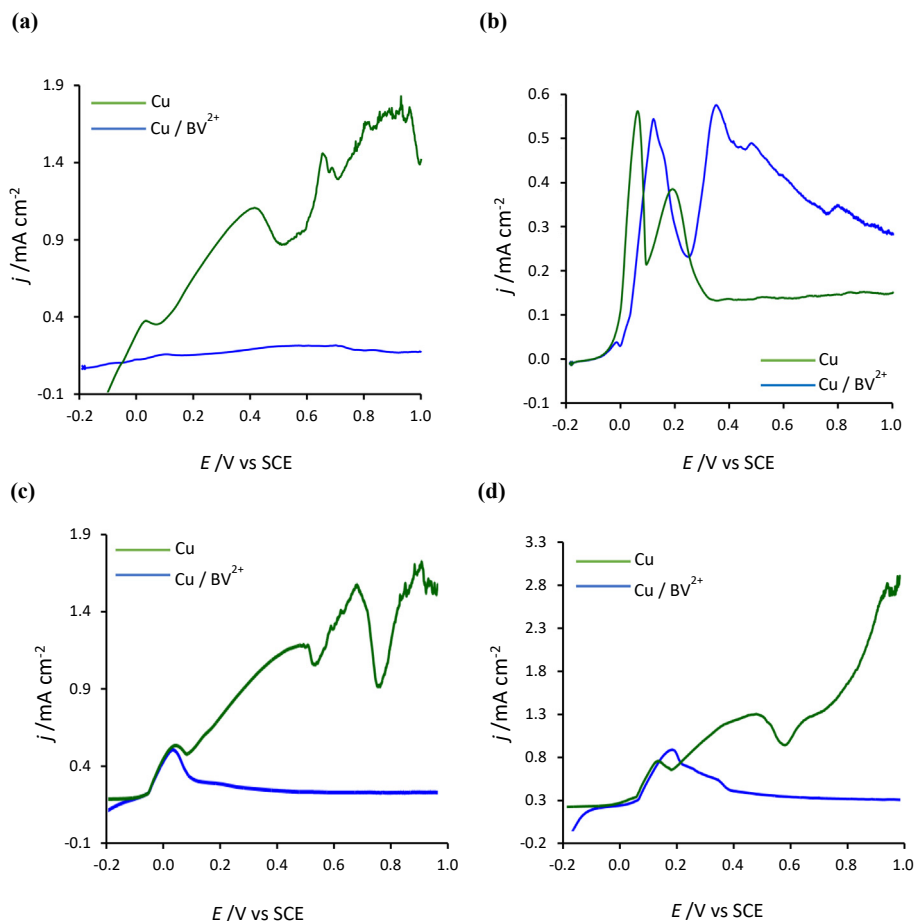 (a)
1.9
1.4
0.9
0.4
-0.1
-0.2 0.0 0.2 0.4 0.6 0.8 1.0
j /mA cm-2
E /V vs SCE
Cu
Cu / BV2+
(b)
0.6
0.5
0.4
0.3
0.2
0.1
0.0
-0.1
-0.2 0.0 0.2 0.4 0.6 0.8 1.0
j /mA cm-2
E /V vs SCE
Cu
Cu / BV2+
(c)
1.9
1.4
0.9
0.4
-0.1
-0.2 0.0 0.2 0.4 0.6 0.8 1.0
j /mA cm-2
E /V vs SCE
Cu
Cu / BV2+
(d)
3.3
2.8
2.3
1.8
1.3
0.8
0.3
-0.2
-0.2 0.0 0.2 0.4 0.6 0.8 1.0
j /mA cm-2
E /V vs SCE
Cu
Cu / BV2+